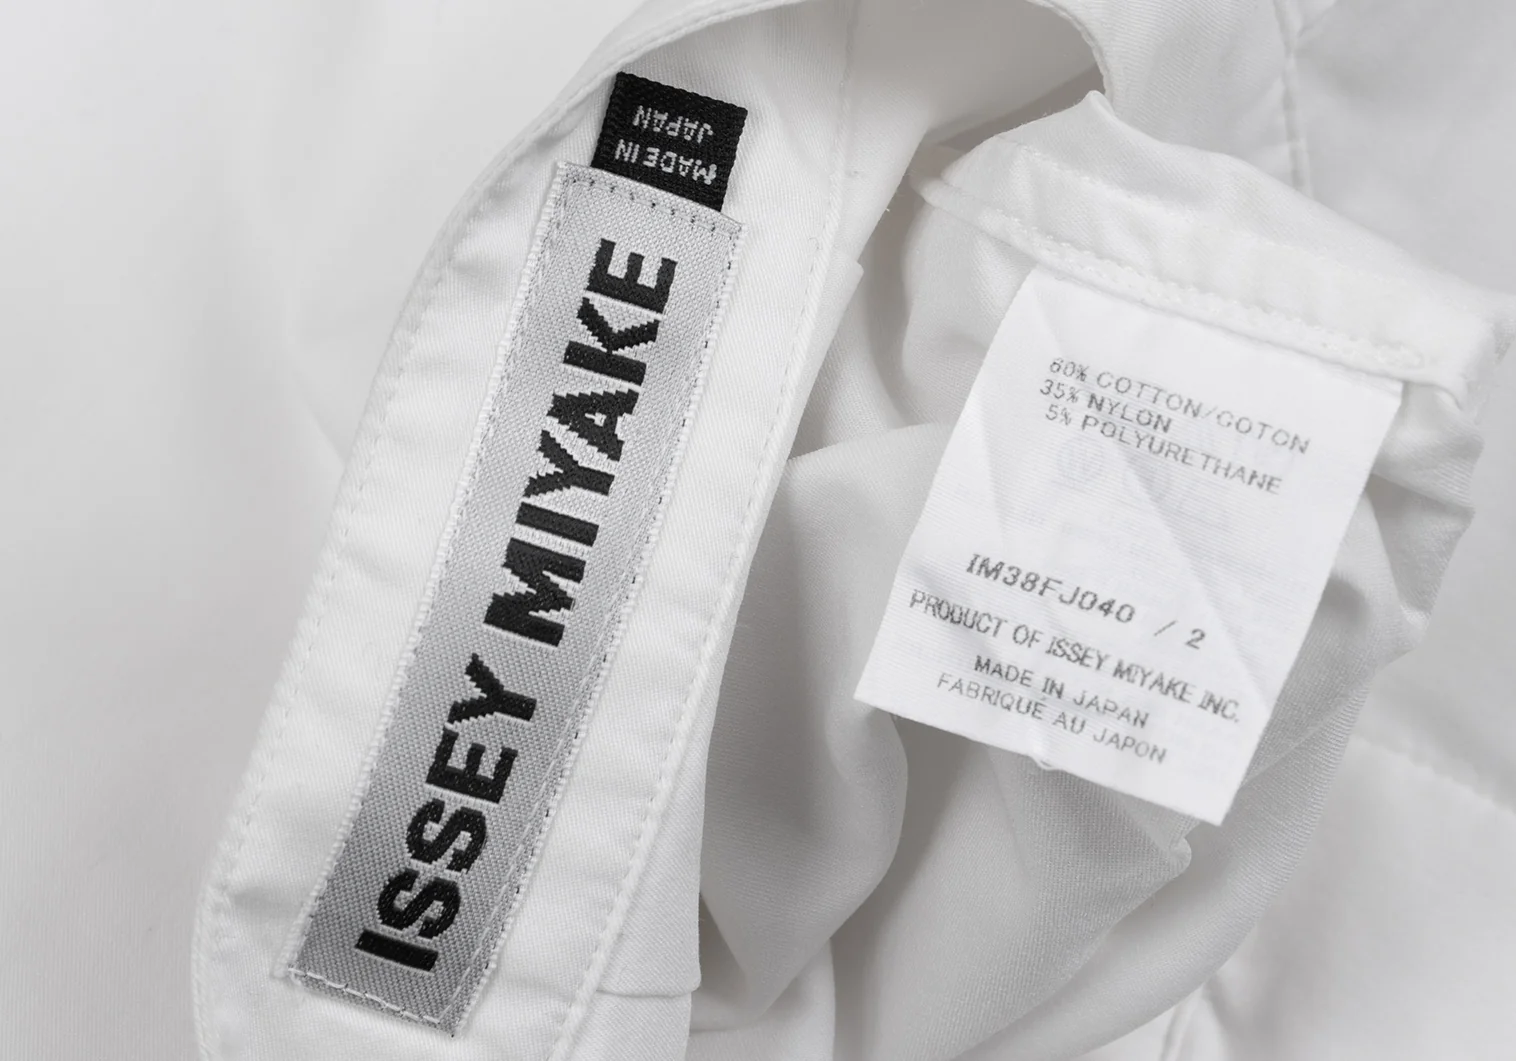 MADE IN
JAPAN
ISSEY MIYAKE
60% COTTON/COTON
35% NYLON
5% POLYURETHANE
IM38FJ040 / 2
PRODUCT OF ISSEY MIYAKE INC.
MADE IN JAPAN
FABRIQUÉ AU JAPON